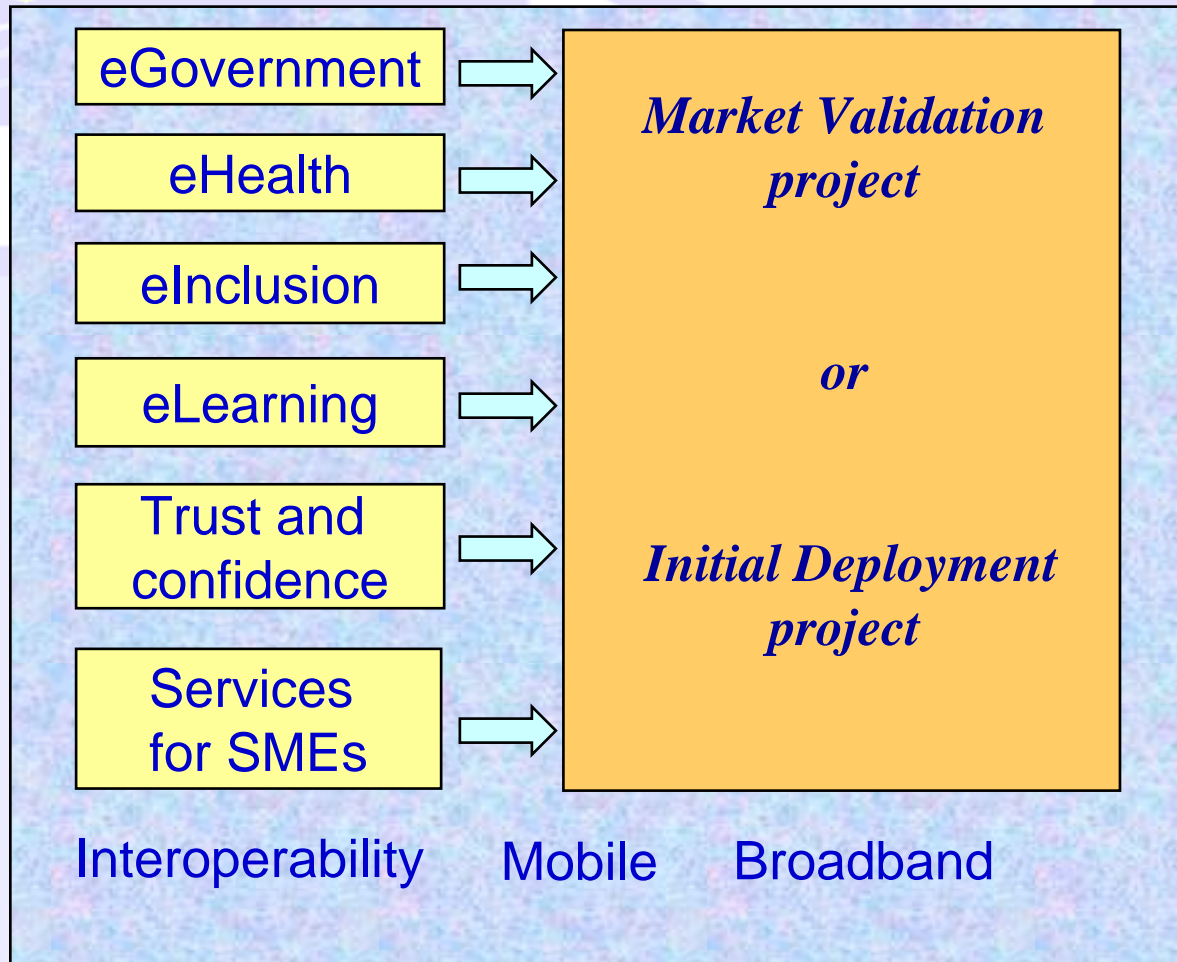 eGovernment
eHealth
eInclusion
eLearning
Trust and
confidence
Services
for SMEs
Market Validation
project
or
Initial Deployment
project
Interoperability Mobile Broadband